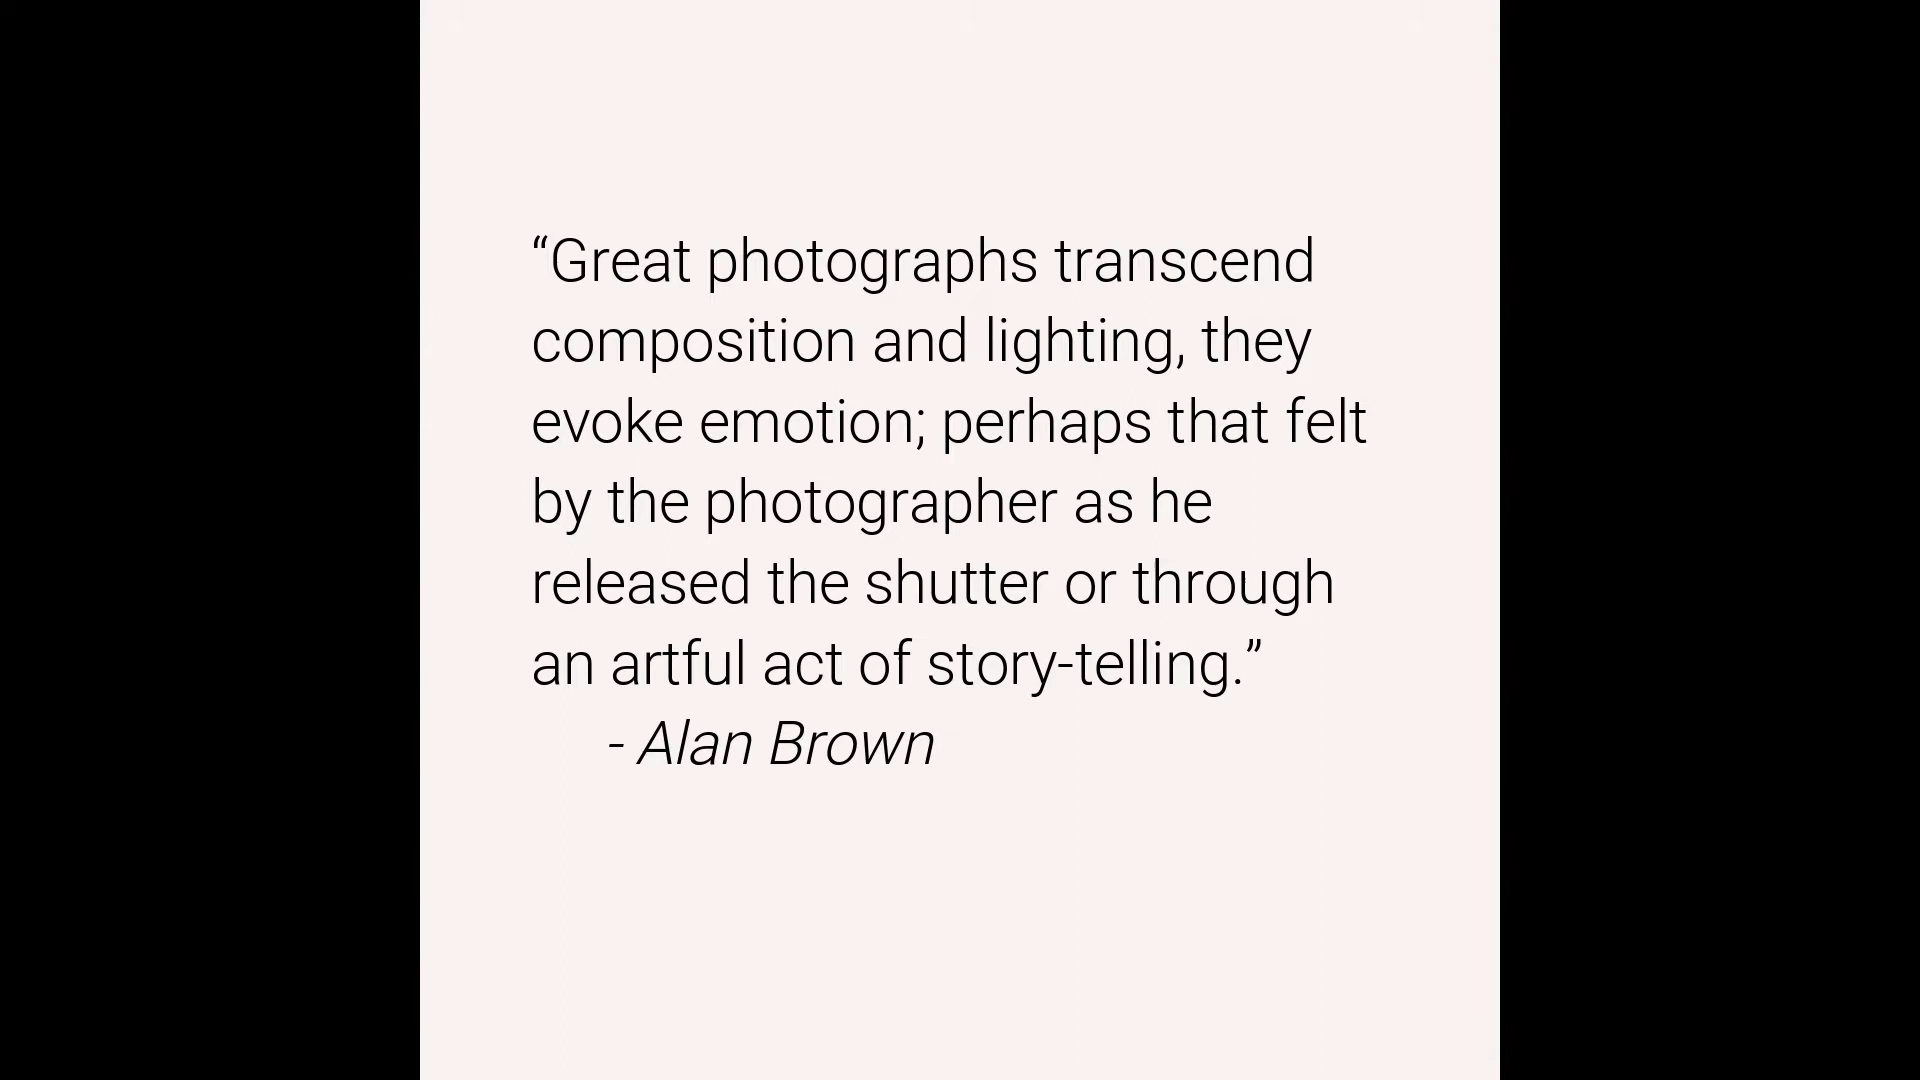 “Great photographs transcend
composition and lighting, they
evoke emotion; perhaps that felt
by the photographer as he
released the shutter or through
an artful act of story-telling.”
- Alan Brown